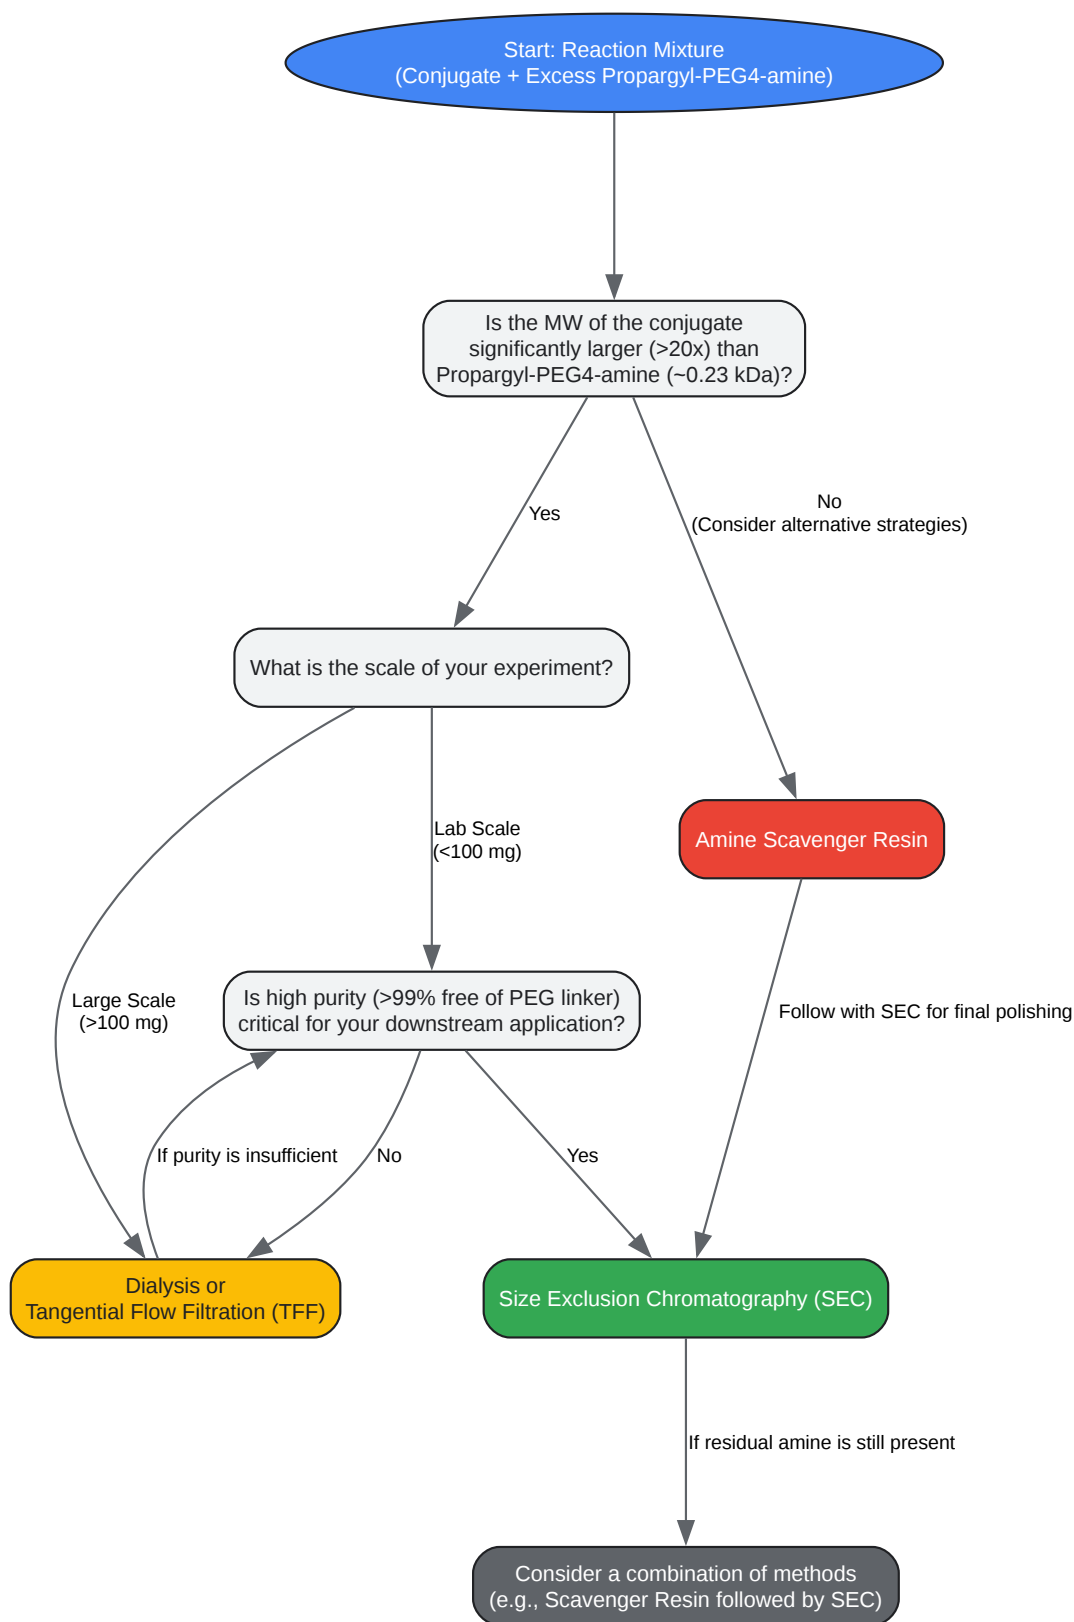 Start: Reaction Mixture
(Conjugate + Excess Propargyl-PEG4-amine)
Is the MW of the conjugate
significantly larger (>20x) than
Propargyl-PEG4-amine (~0.23 kDa)?
Yes
No
(Consider alternative strategies)
What is the scale of your experiment?
Lab Scale
(<100 mg)
Amine Scavenger Resin
Large Scale
(>100 mg)
Is high purity (>99% free of PEG linker)
critical for your downstream application?
Follow with SEC for final polishing
If purity is insufficient
No
Yes
Dialysis or
Tangential Flow Filtration (TFF)
Size Exclusion Chromatography (SEC)
If residual amine is still present
Consider a combination of methods
(e.g., Scavenger Resin followed by SEC)